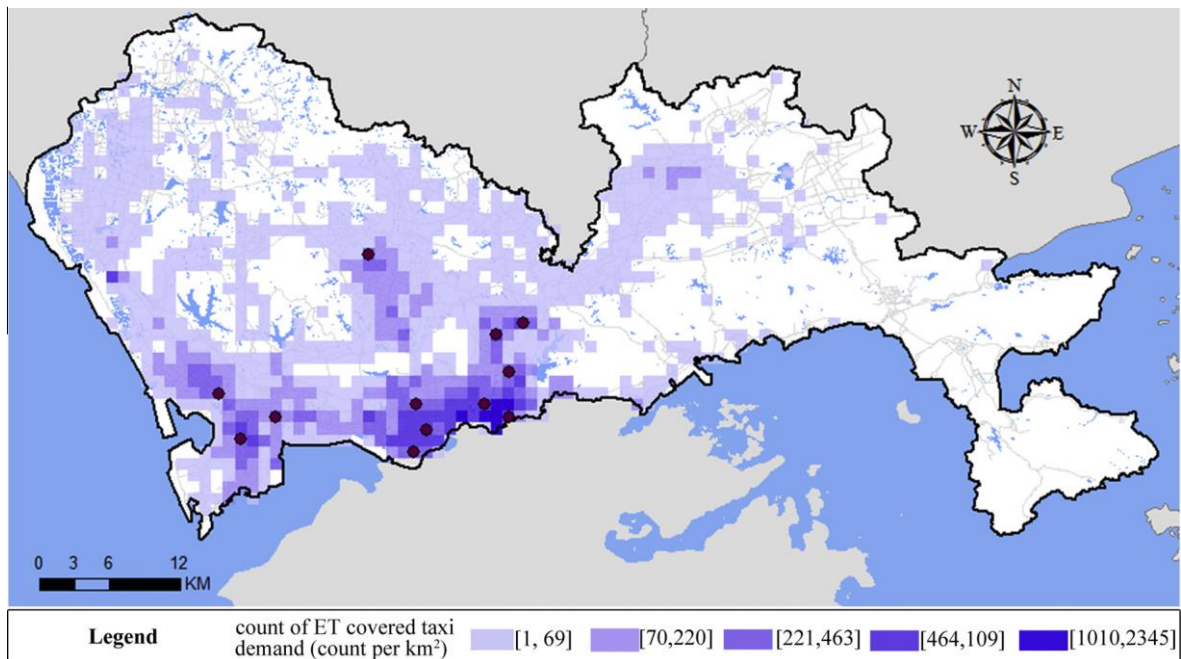 N
W E
S
0 3 6 12
KM
Legend
count of ET covered taxi
demand (count per km²)
[1, 69] [70,220] [221,463] [464,109] [1010,2345]